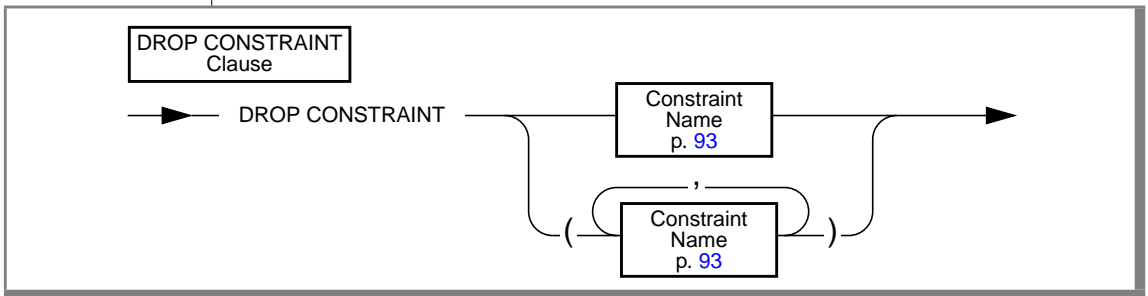 DROP CONSTRAINT
Clause
DROP CONSTRAINT
Constraint
Name
p. 93
,
(
Constraint
Name
p. 93
)